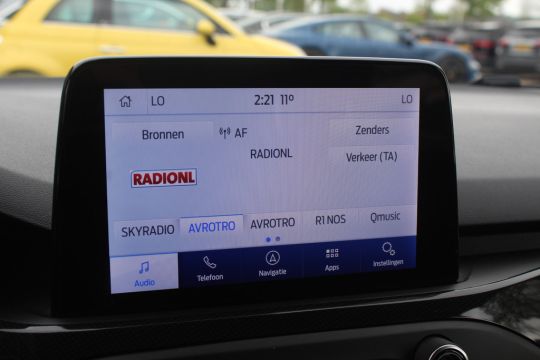 LO 2:21 11° LO
Bronnen AF Zenders
RADIONL Verkeer (TA)
RADIONL
SKYRADIO AVROTRO AVROTRO R1 NOS Qmusic
Audio Telefoon Navigatie Apps Instellingen